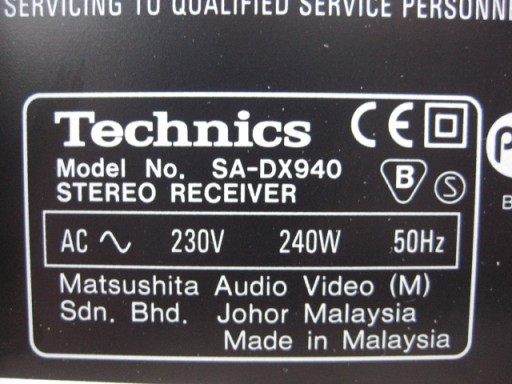 SERVICING TO QUALIFIED SERVICE
Technics CE
Model No. SA-DX940
STEREO RECEIVER
B S
AC ∿ 230V 240W 50Hz
Matsushita Audio Video (M)
Sdn. Bhd. Johor Malaysia
Made in Malaysia